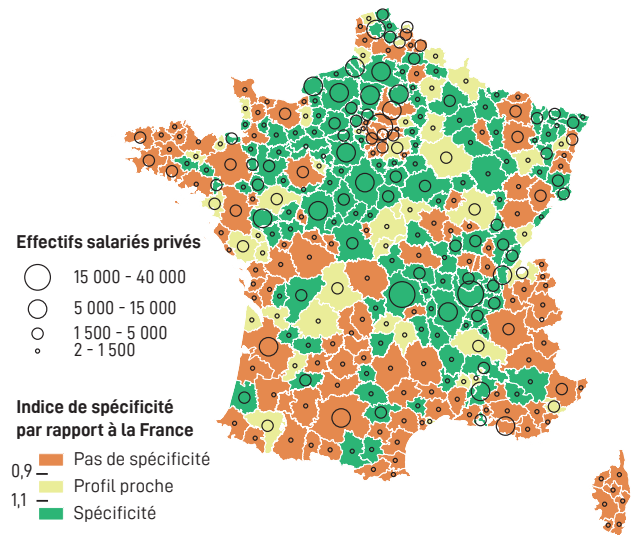 Effectifs salariés privés
15 000 - 40 000
5 000 - 15 000
1 500 - 5 000
2 - 1 500
Indice de spécificité
par rapport à la France
Pas de spécificité
0,9
Profil proche
1,1
Spécificité